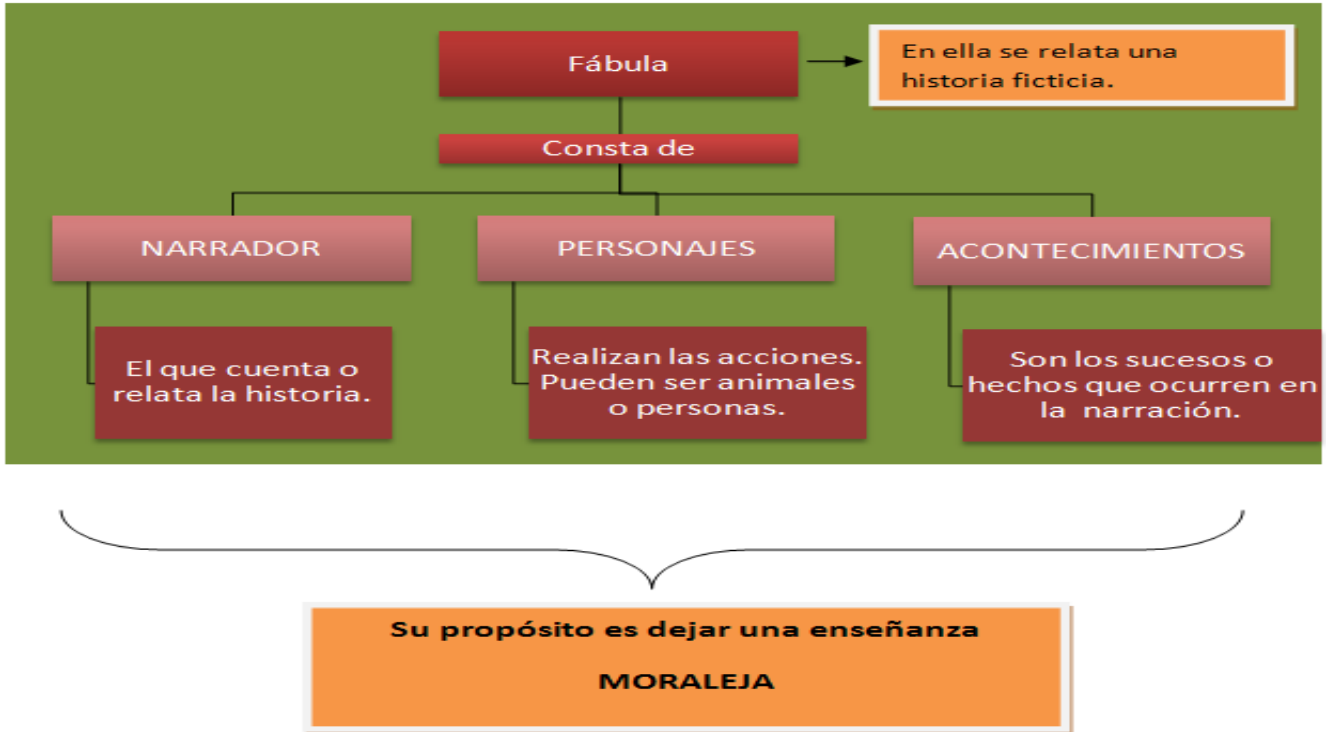 Fábula
En ella se relata una
historia ficticia.
Consta de
NARRADOR
PERSONAJES
ACONTECIMIENTOS
El que cuenta o
relata la historia.
Realizan las acciones.
Pueden ser animales
o personas.
Son los sucesos o
hechos que ocurren en
la narración.
Su propósito es dejar una enseñanza
MORALEJA